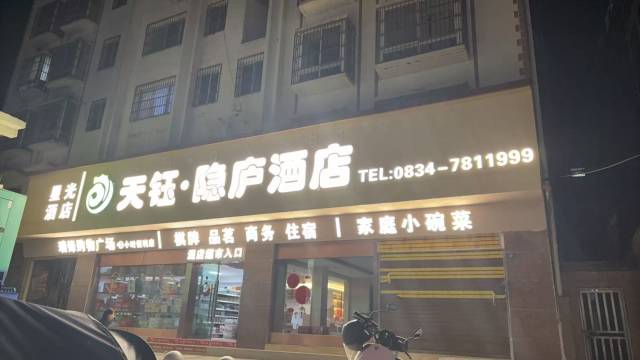 星光
酒店
天钰·隐庐酒店
TEL:0834-7811999
棋牌 品茗 商务 住宿 | 家庭小碗菜
酒店超市入口